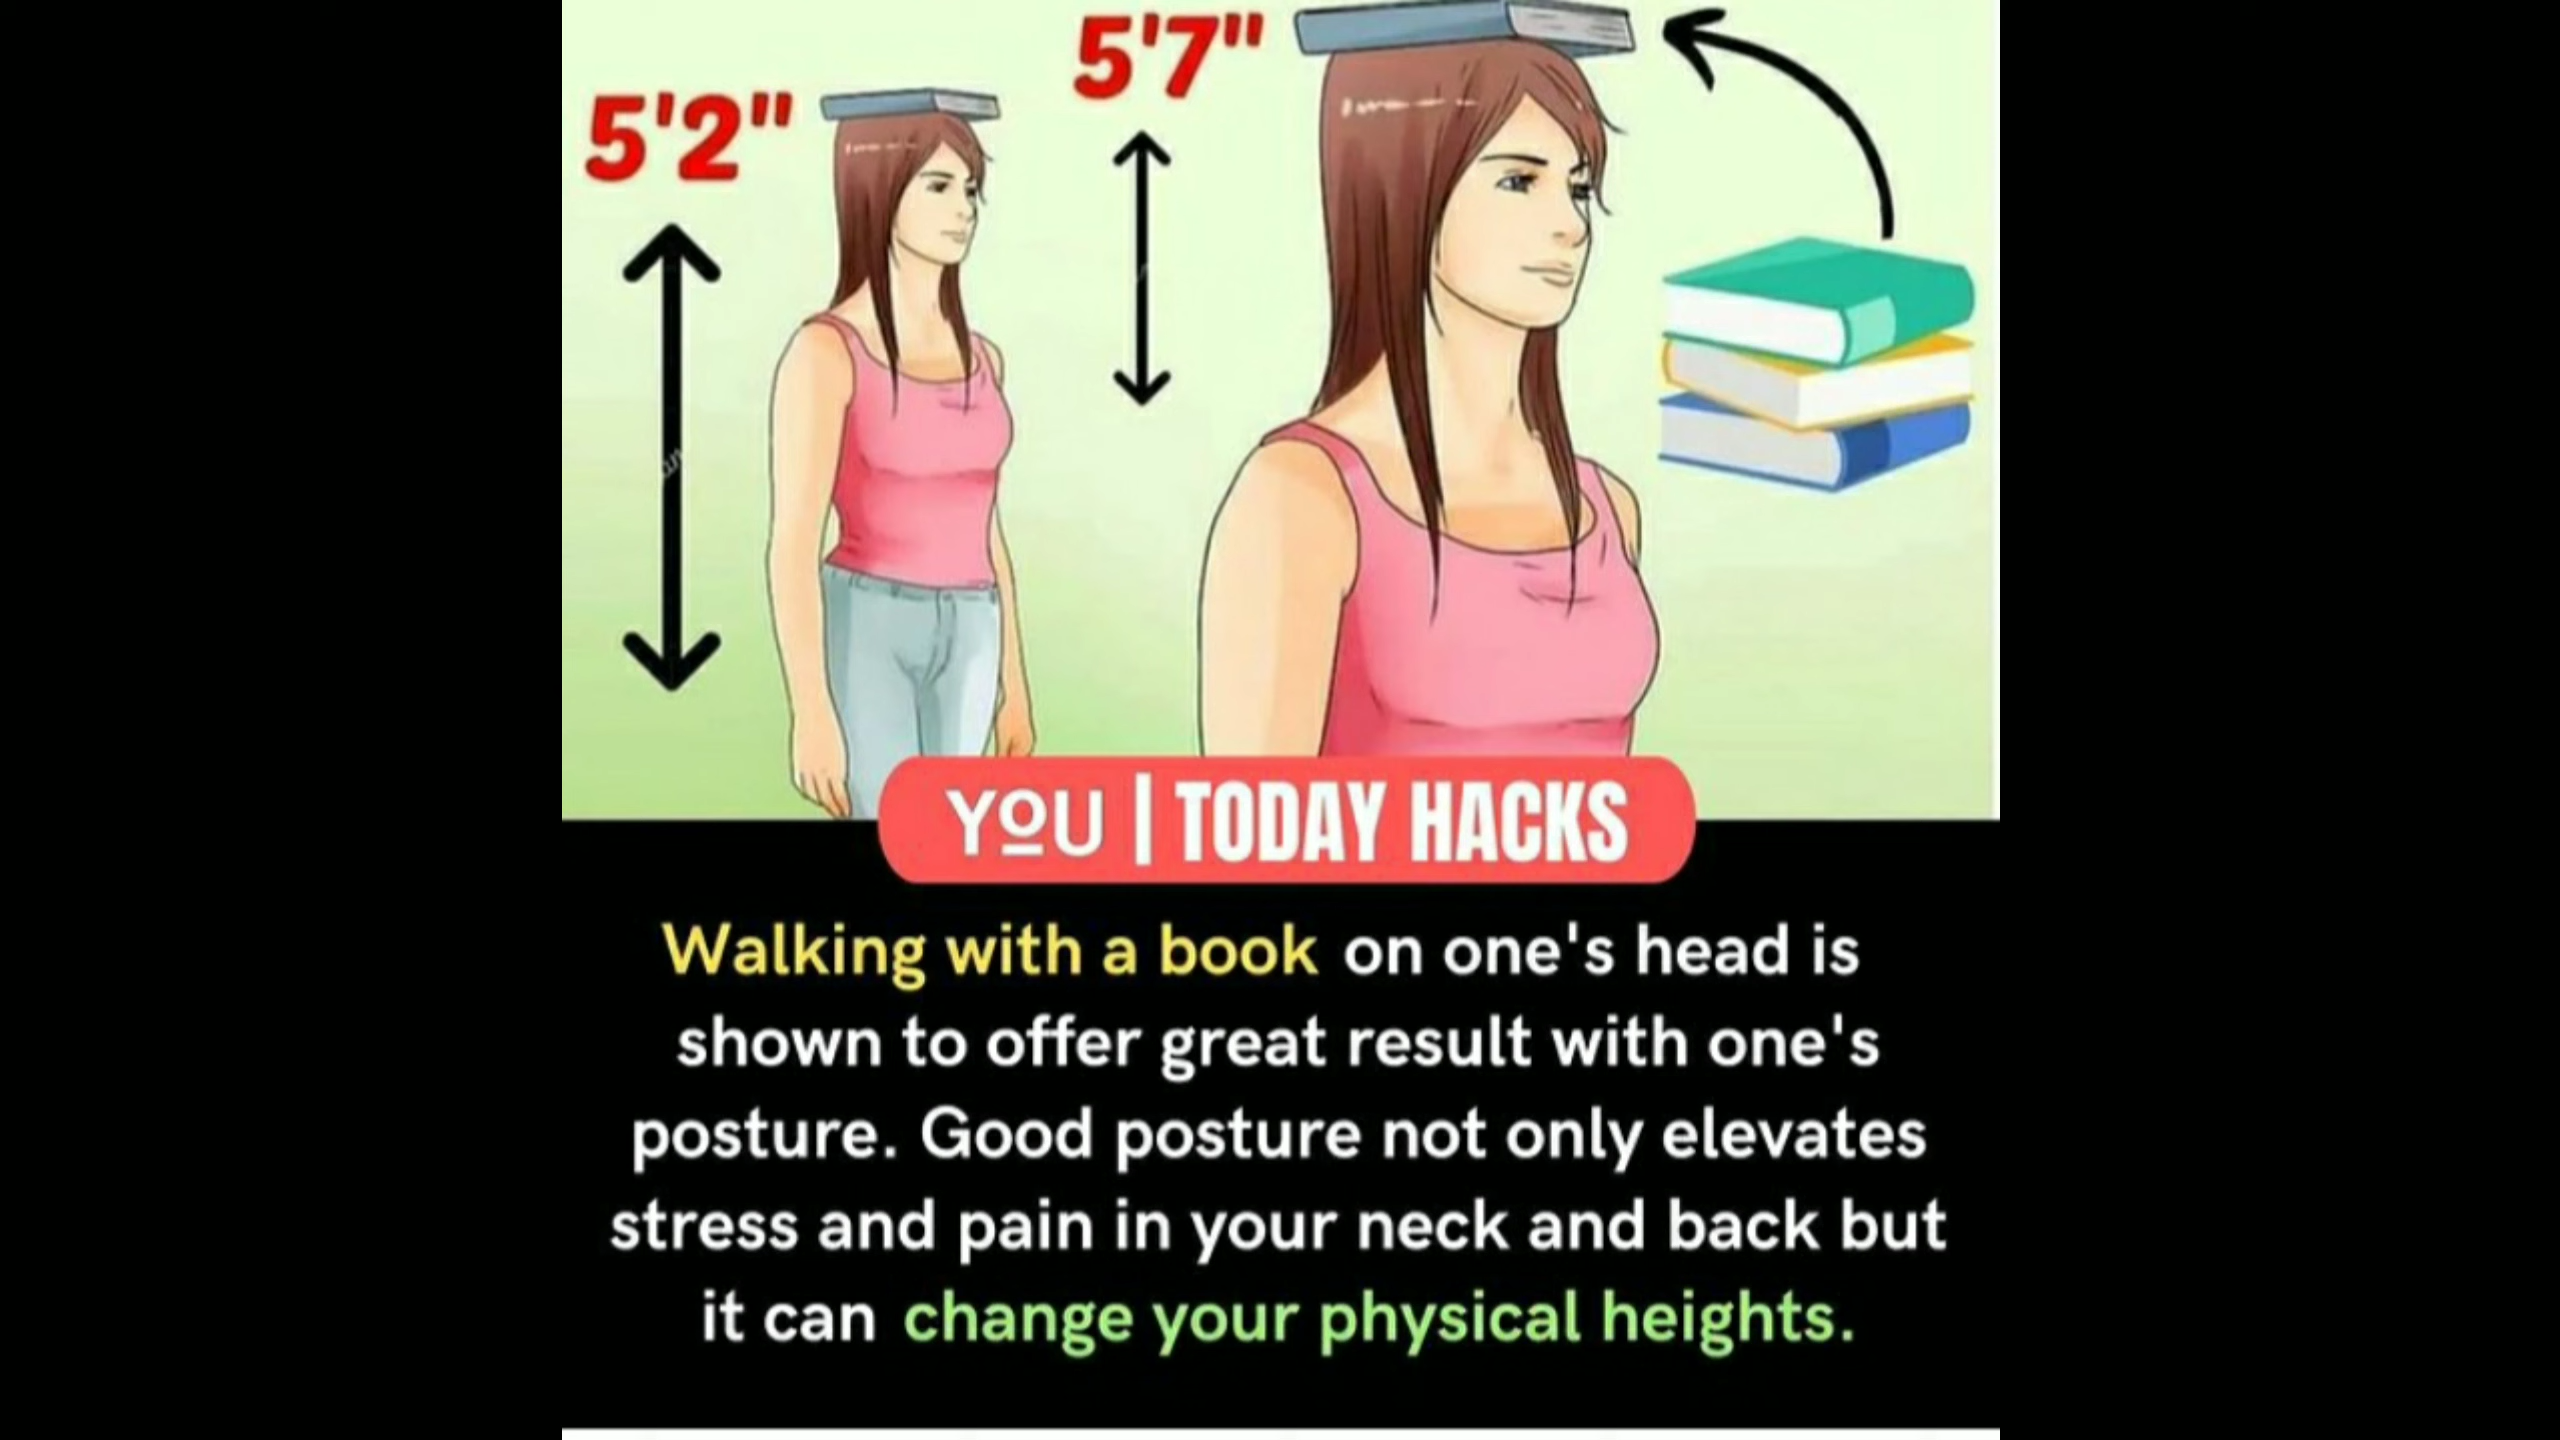 5'2"
5'7"
YOU | TODAY HACKS
Walking with a book on one's head is
shown to offer great result with one's
posture. Good posture not only elevates
stress and pain in your neck and back but
it can change your physical heights.